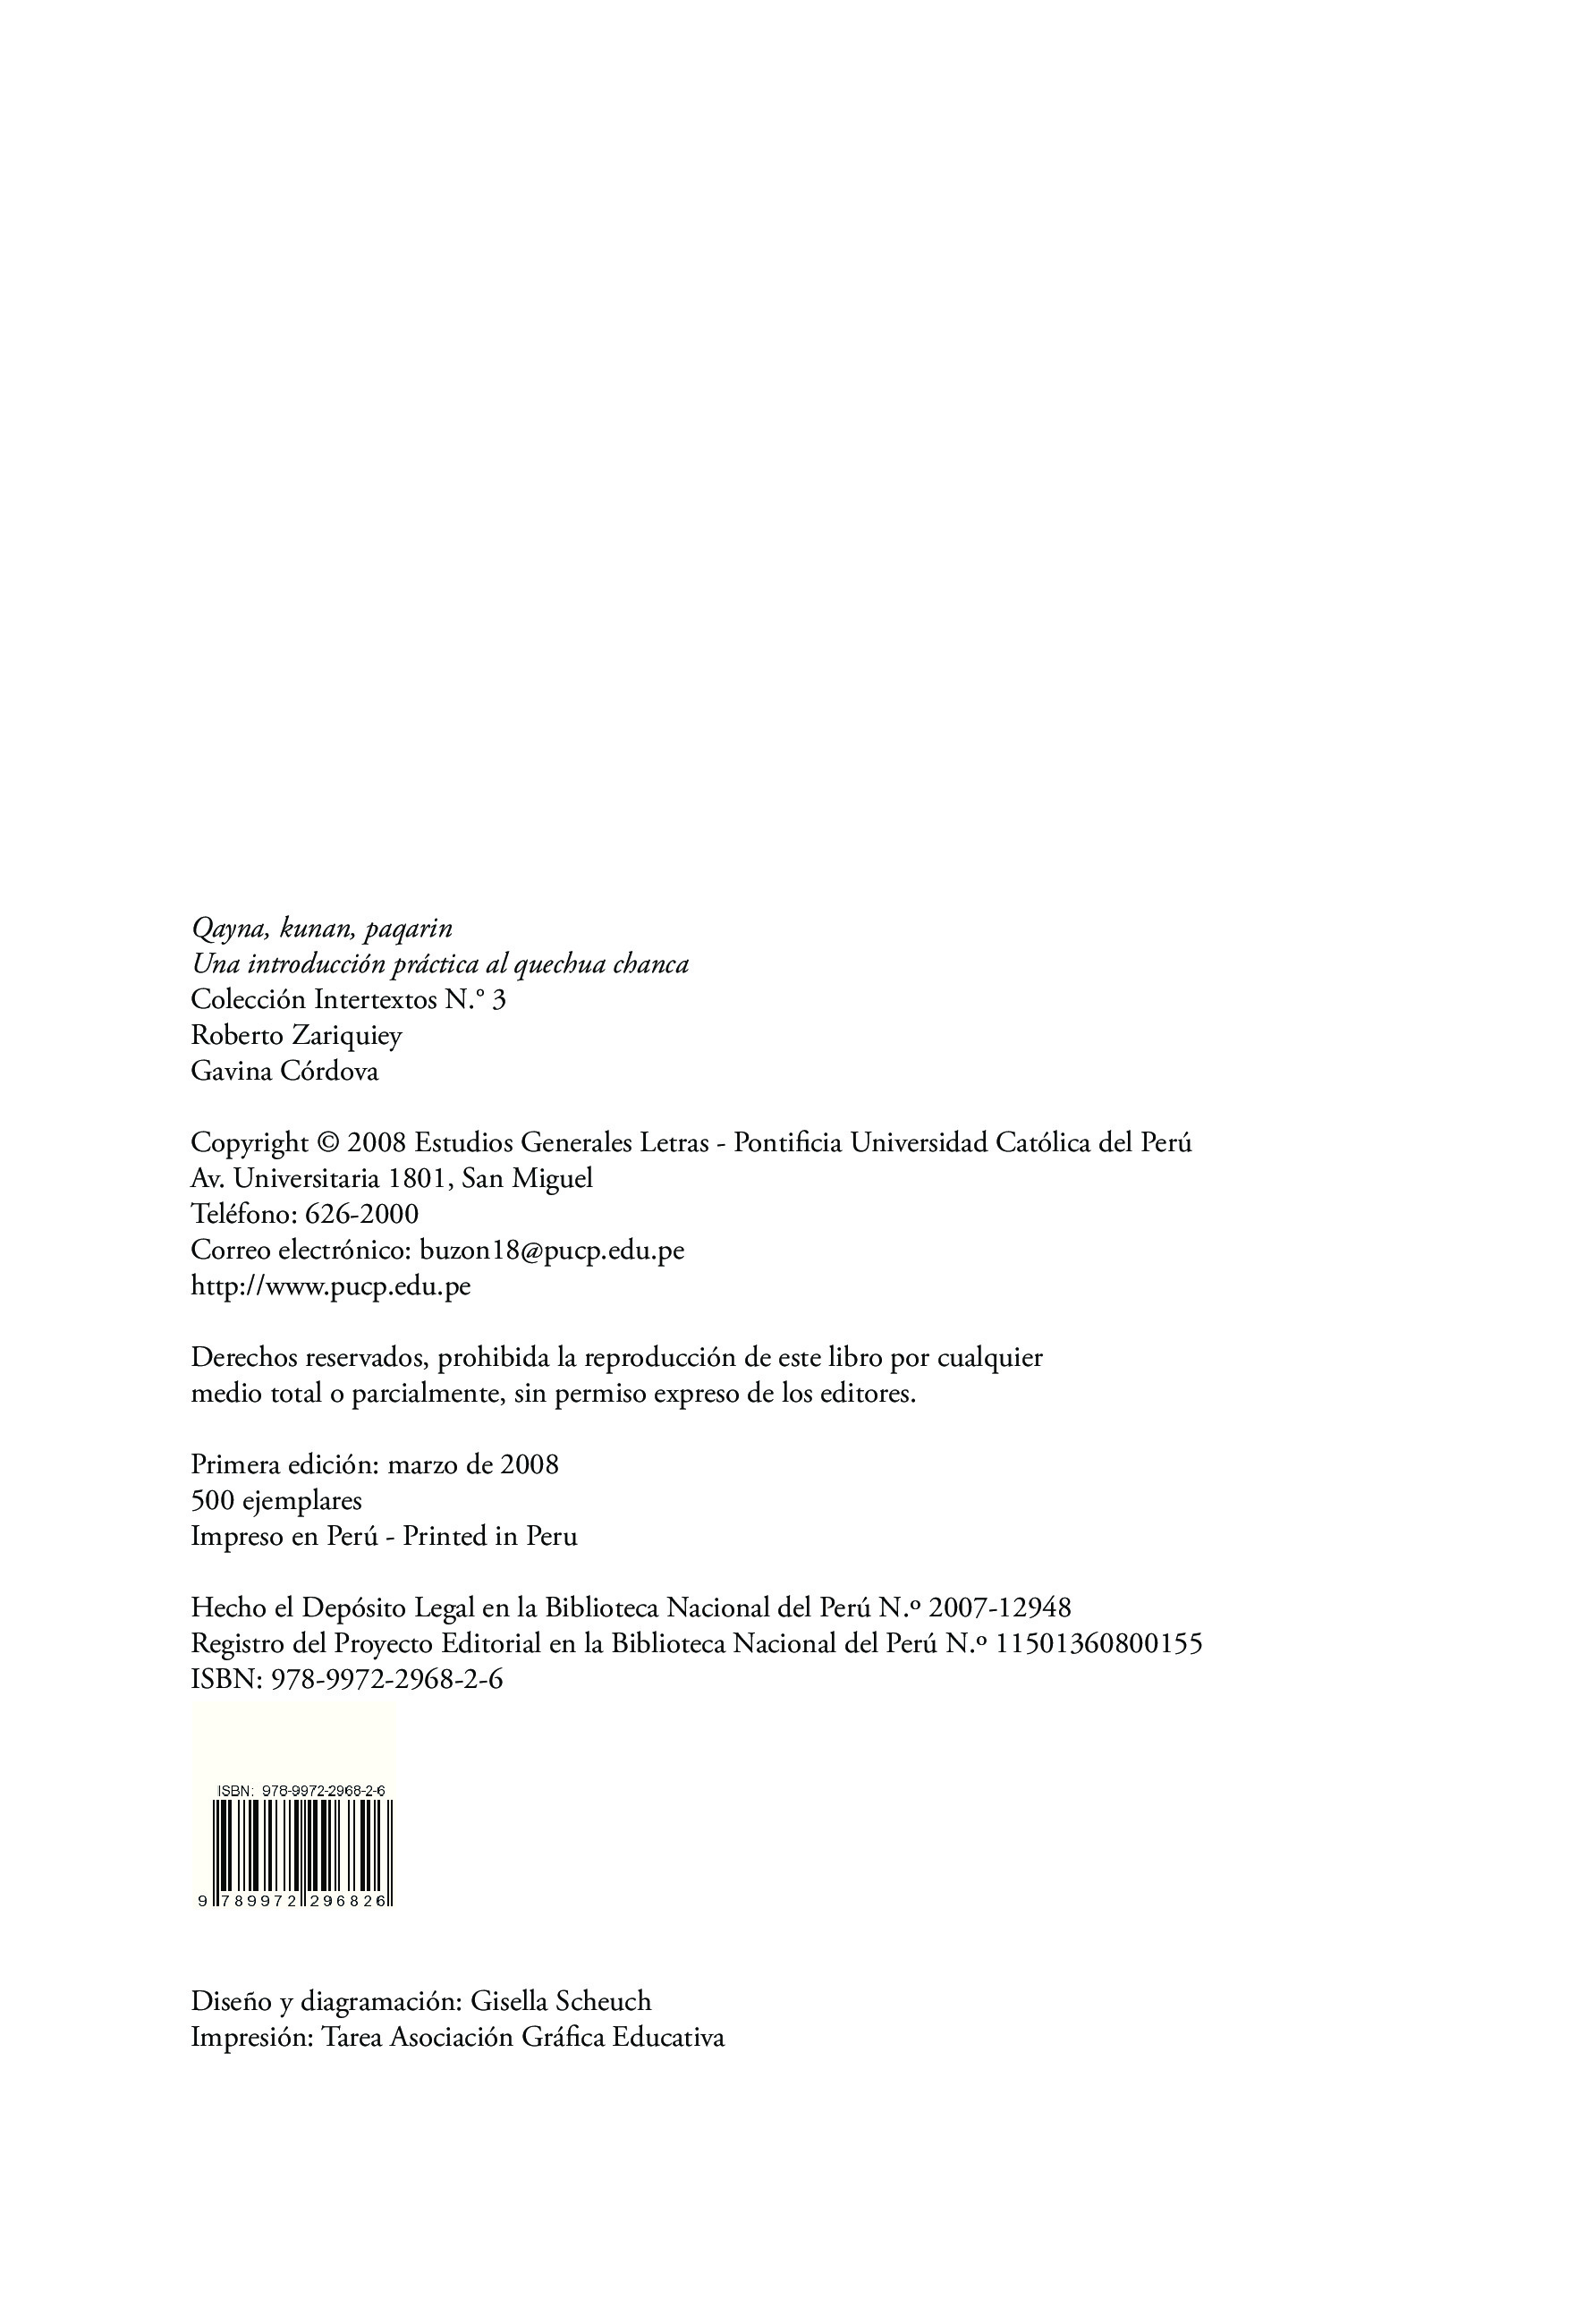 Qayna, kunan, paqarin
Una introducción práctica al quechua chanca
Colección Intertextos N.° 3
Roberto Zariquiey
Gavina Córdova
Copyright © 2008 Estudios Generales Letras - Pontificia Universidad Católica del Perú
Av. Universitaria 1801, San Miguel
Teléfono: 626-2000
Correo electrónico: buzon18@pucp.edu.pe
http://www.pucp.edu.pe
Derechos reservados, prohibida la reproducción de este libro por cualquier
medio total o parcialmente, sin permiso expreso de los editores.
Primera edición: marzo de 2008
500 ejemplares
Impreso en Perú - Printed in Peru
Hecho el Depósito Legal en la Biblioteca Nacional del Perú N.º 2007-12948
Registro del Proyecto Editorial en la Biblioteca Nacional del Perú N.º 11501360800155
ISBN: 978-9972-2968-2-6
ISBN: 978-9972-2968-2-6
9 789972 296826
Diseño y diagramación: Gisella Scheuch
Impresión: Tarea Asociación Gráfica Educativa